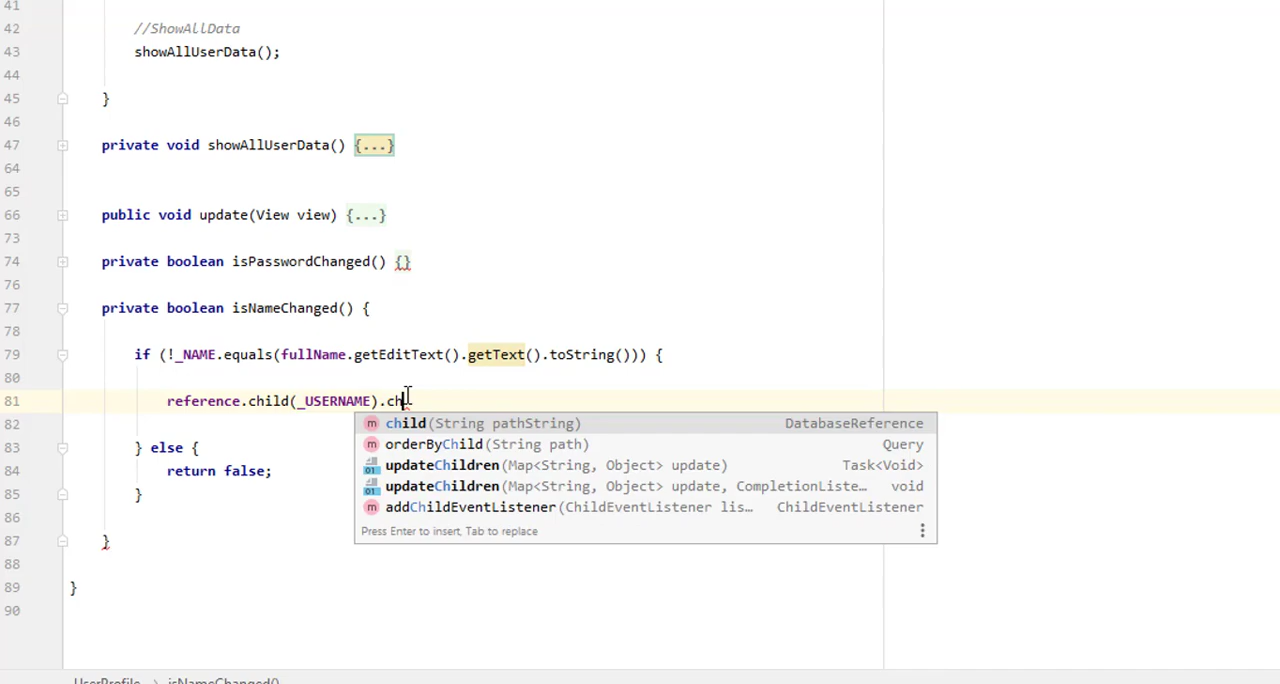 41
42 //ShowAllData
43 showAllUserData();
44
45 }
46
47 private void showAllUserData() {...}
64
65
66 public void update(View view) {...}
73
74 private boolean isPasswordChanged() {}
76
77 private boolean isNameChanged() {
78
79 if (!_NAME.equals(fullName.getEditText().getText().toString())) {
80
81 reference.child(_USERNAME).ch
m child(String pathString) DatabaseReference
82
m orderByChild(String path) Query
83 } else {
01 updateChildren(Map<String, Object> update) Task<Void>
84 return false;
01 updateChildren(Map<String, Object> update, CompletionListe… void
85 }
m addChildEventListener(ChildEventListener lis… ChildEventListener
86
Press Enter to insert, Tab to replace
87 }
88
89 }
90
UserProfile > isNameChanged()